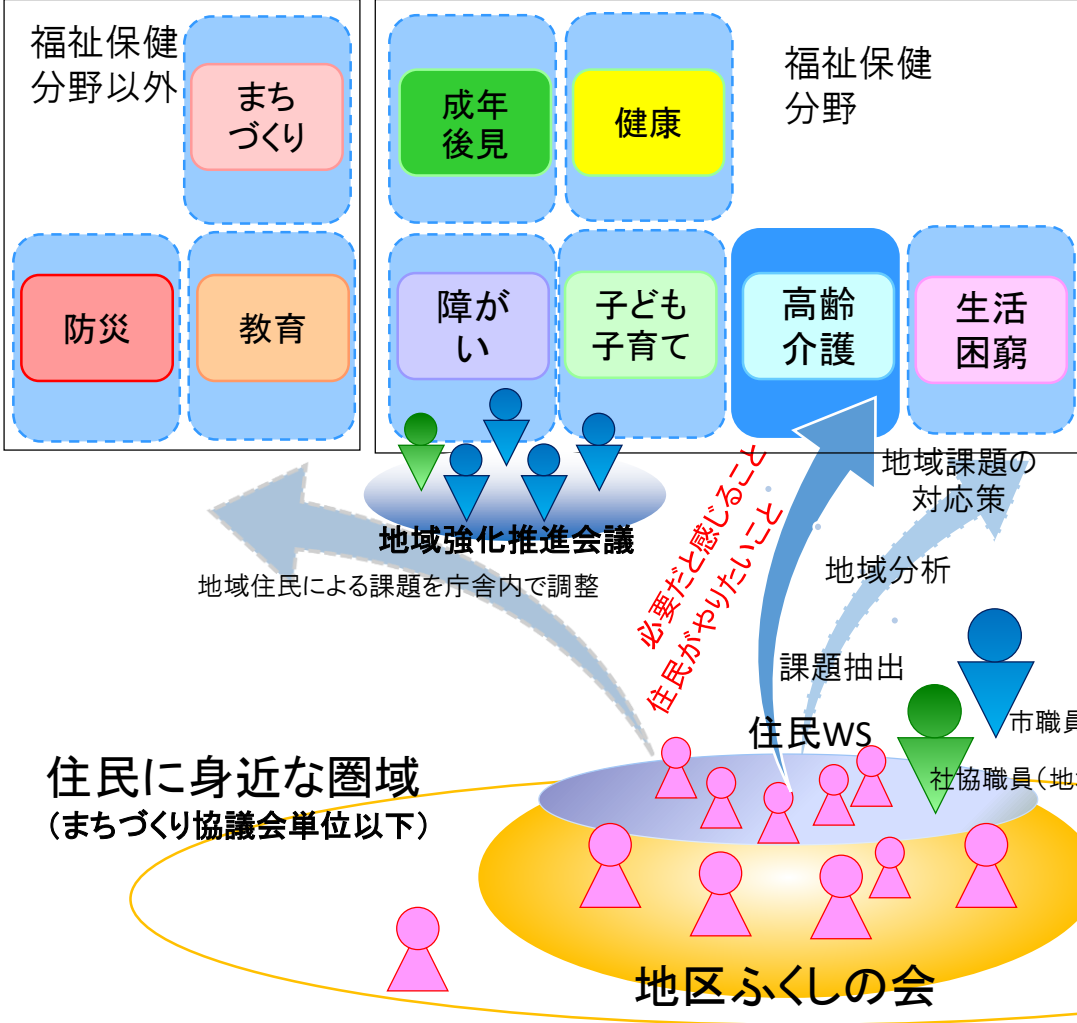 福祉保健
分野以外
まち
づくり
防災
教育
福祉保健
分野
成年
後見
健康
障がい
い
子ども
子育て
高齢
介護
生活
困窮
地域強化推進会議
地域住民による課題を庁舎内で調整
必要だと感じること
住民がやりたいこと
地域課題の
対応策
地域分析
課題抽出
住民WS
市職員
社協職員(地
住民に身近な圏域
(まちづくり協議会単位以下)
地区ふくしの会